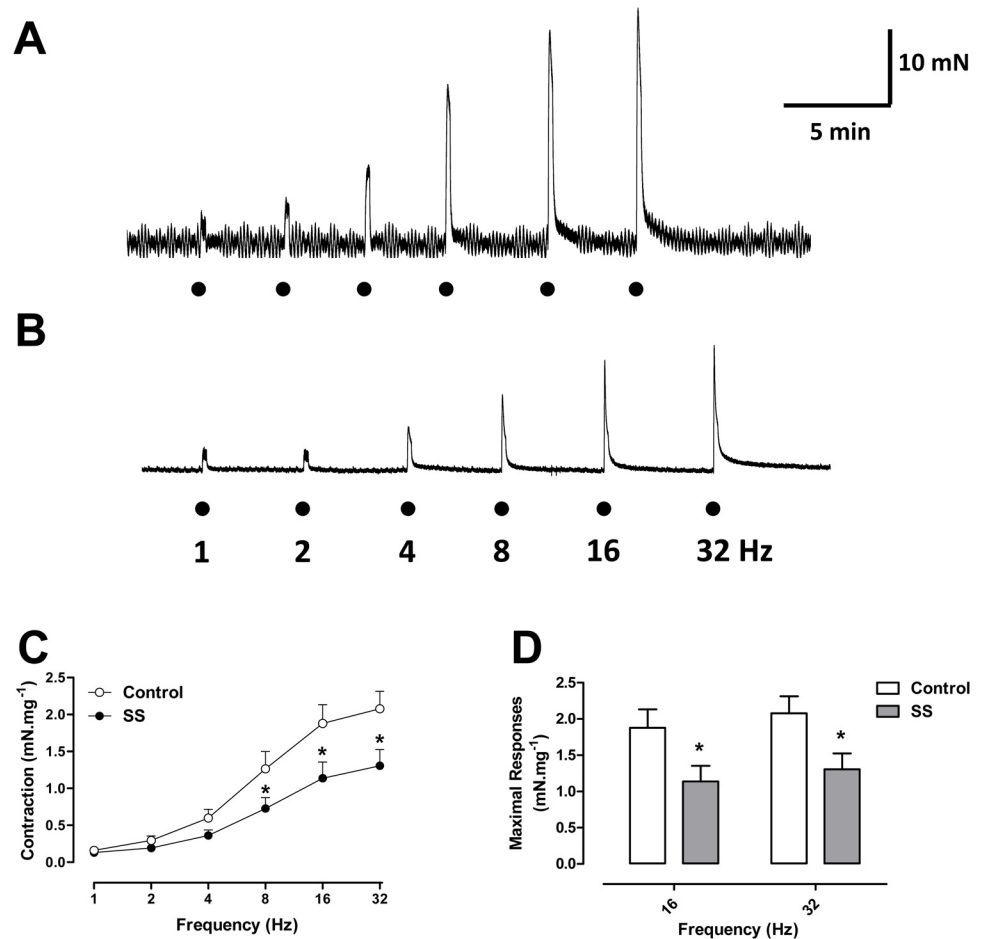 A
10 mN
5 min
B
1 2 4 8 16 32 Hz
C
Contraction (mN.mg⁻¹)
2.5
2.0
1.5
1.0
0.5
0.0
Control
SS
* * *
1 2 4 8 16 32
Frequency (Hz)
D
Maximal Responses
(mN.mg⁻¹)
2.5
2.0
1.5
1.0
0.5
0.0
Control
SS
* *
16 32
Frequency (Hz)